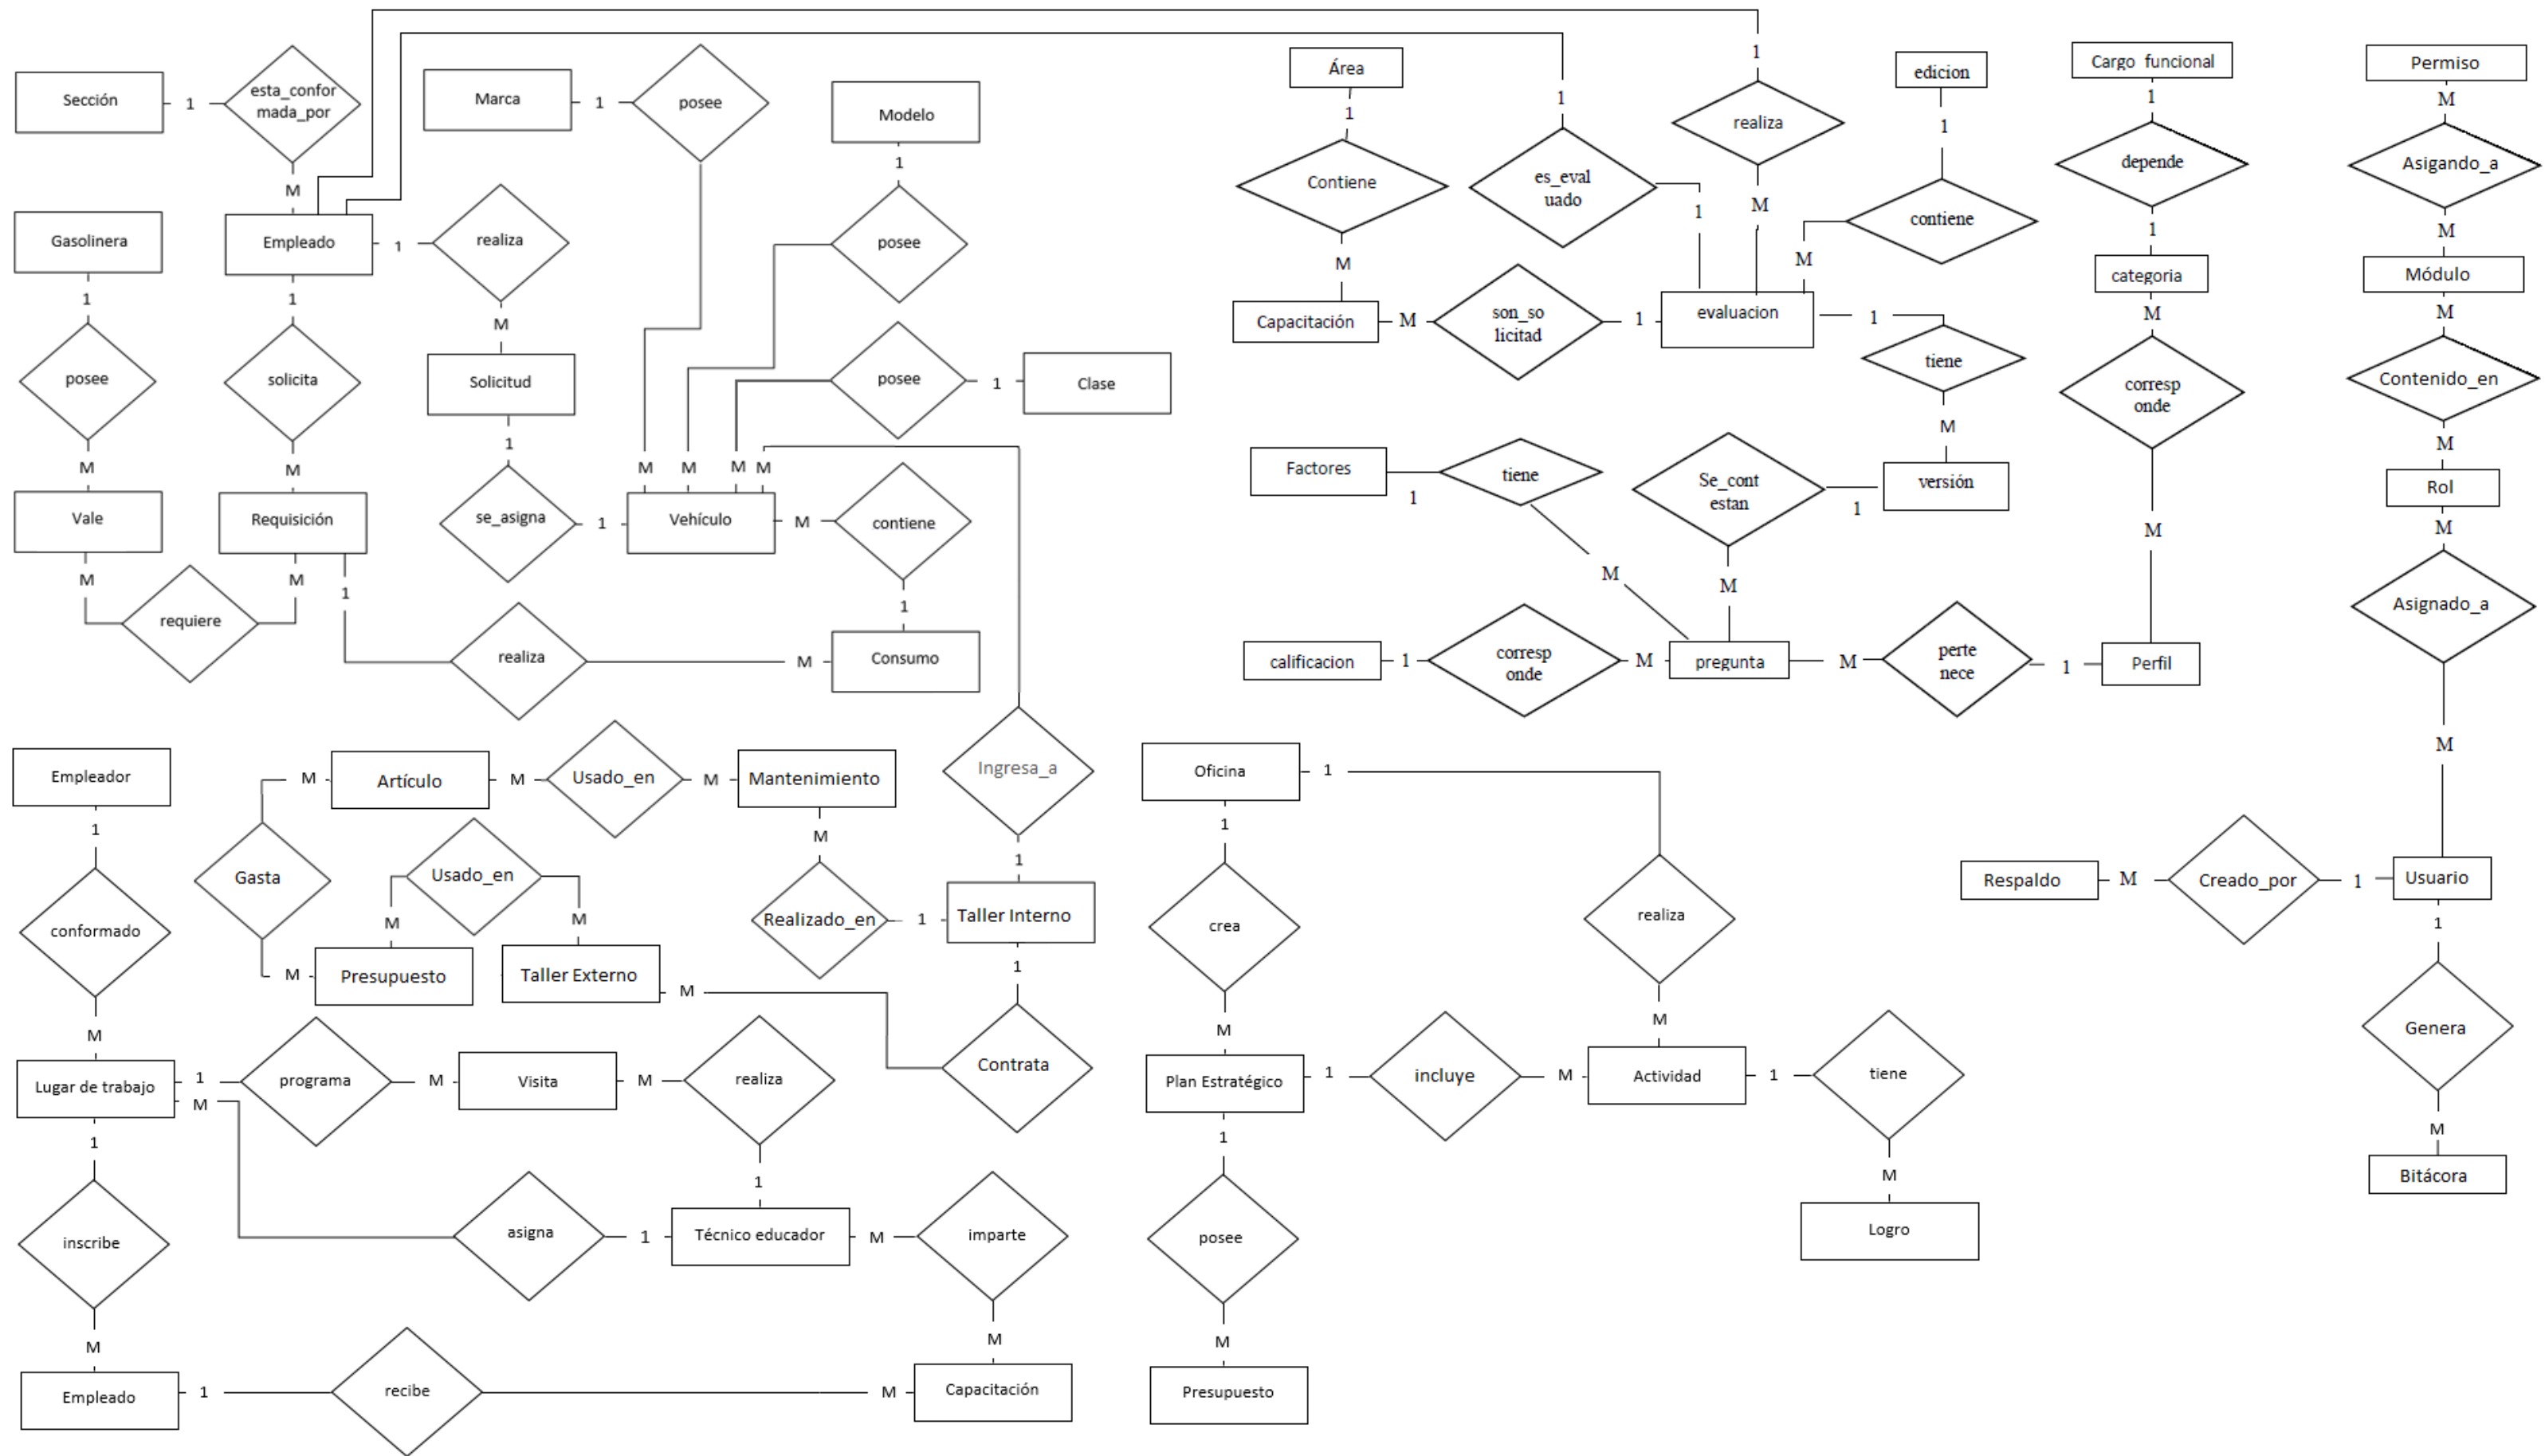 1
1
Área
edicion
Cargo funcional
Permiso
Sección
1
esta_confor
mada_por
M
Marca
1
posee
Modelo
1
posee
1
Contiene
M
1
es_eval
uado
1
realiza
M
1
contiene
M
1
depende
1
M
Asigando_a
M
Gasolinera
1
posee
M
Empleado
1
realiza
M
1
solicita
M
Solicitud
1
se_asigna
1
posee
1
Clase
M
M
M
M
Capacitación
M
son_so
licitad
1
evaluacion
1
tiene
M
categoria
M
corresp
onde
M
Módulo
M
Contenido_en
M
Vale
M
requiere
M
Requisición
1
realiza
M
Vehículo
M
contiene
1
Consumo
Factores
1
tiene
M
Se_cont
estan
1
M
versión
Rol
M
Asignado_a
M
calificacion
1
corresp
onde
M
pregunta
M
perte
nece
1
Perfil
Empleador
1
conformado
M
M
Artículo
M
Usado_en
M
Mantenimiento
M
Realizado_en
1
Ingresa_a
1
Taller Interno
1
Gasta
M
Presupuesto
M
Usado_en
M
Taller Externo
M
Contrata
Oficina
1
1
crea
M
realiza
M
Respaldo
M
Creado_por
1
Usuario
1
Genera
M
Bitácora
Lugar de trabajo
1
programa
M
Visita
M
realiza
1
M
asigna
1
Técnico educador
M
imparte
M
1
inscribe
M
Empleado
1
recibe
M
Capacitación
Plan Estratégico
1
incluye
M
Actividad
1
tiene
M
Logro
1
posee
M
Presupuesto